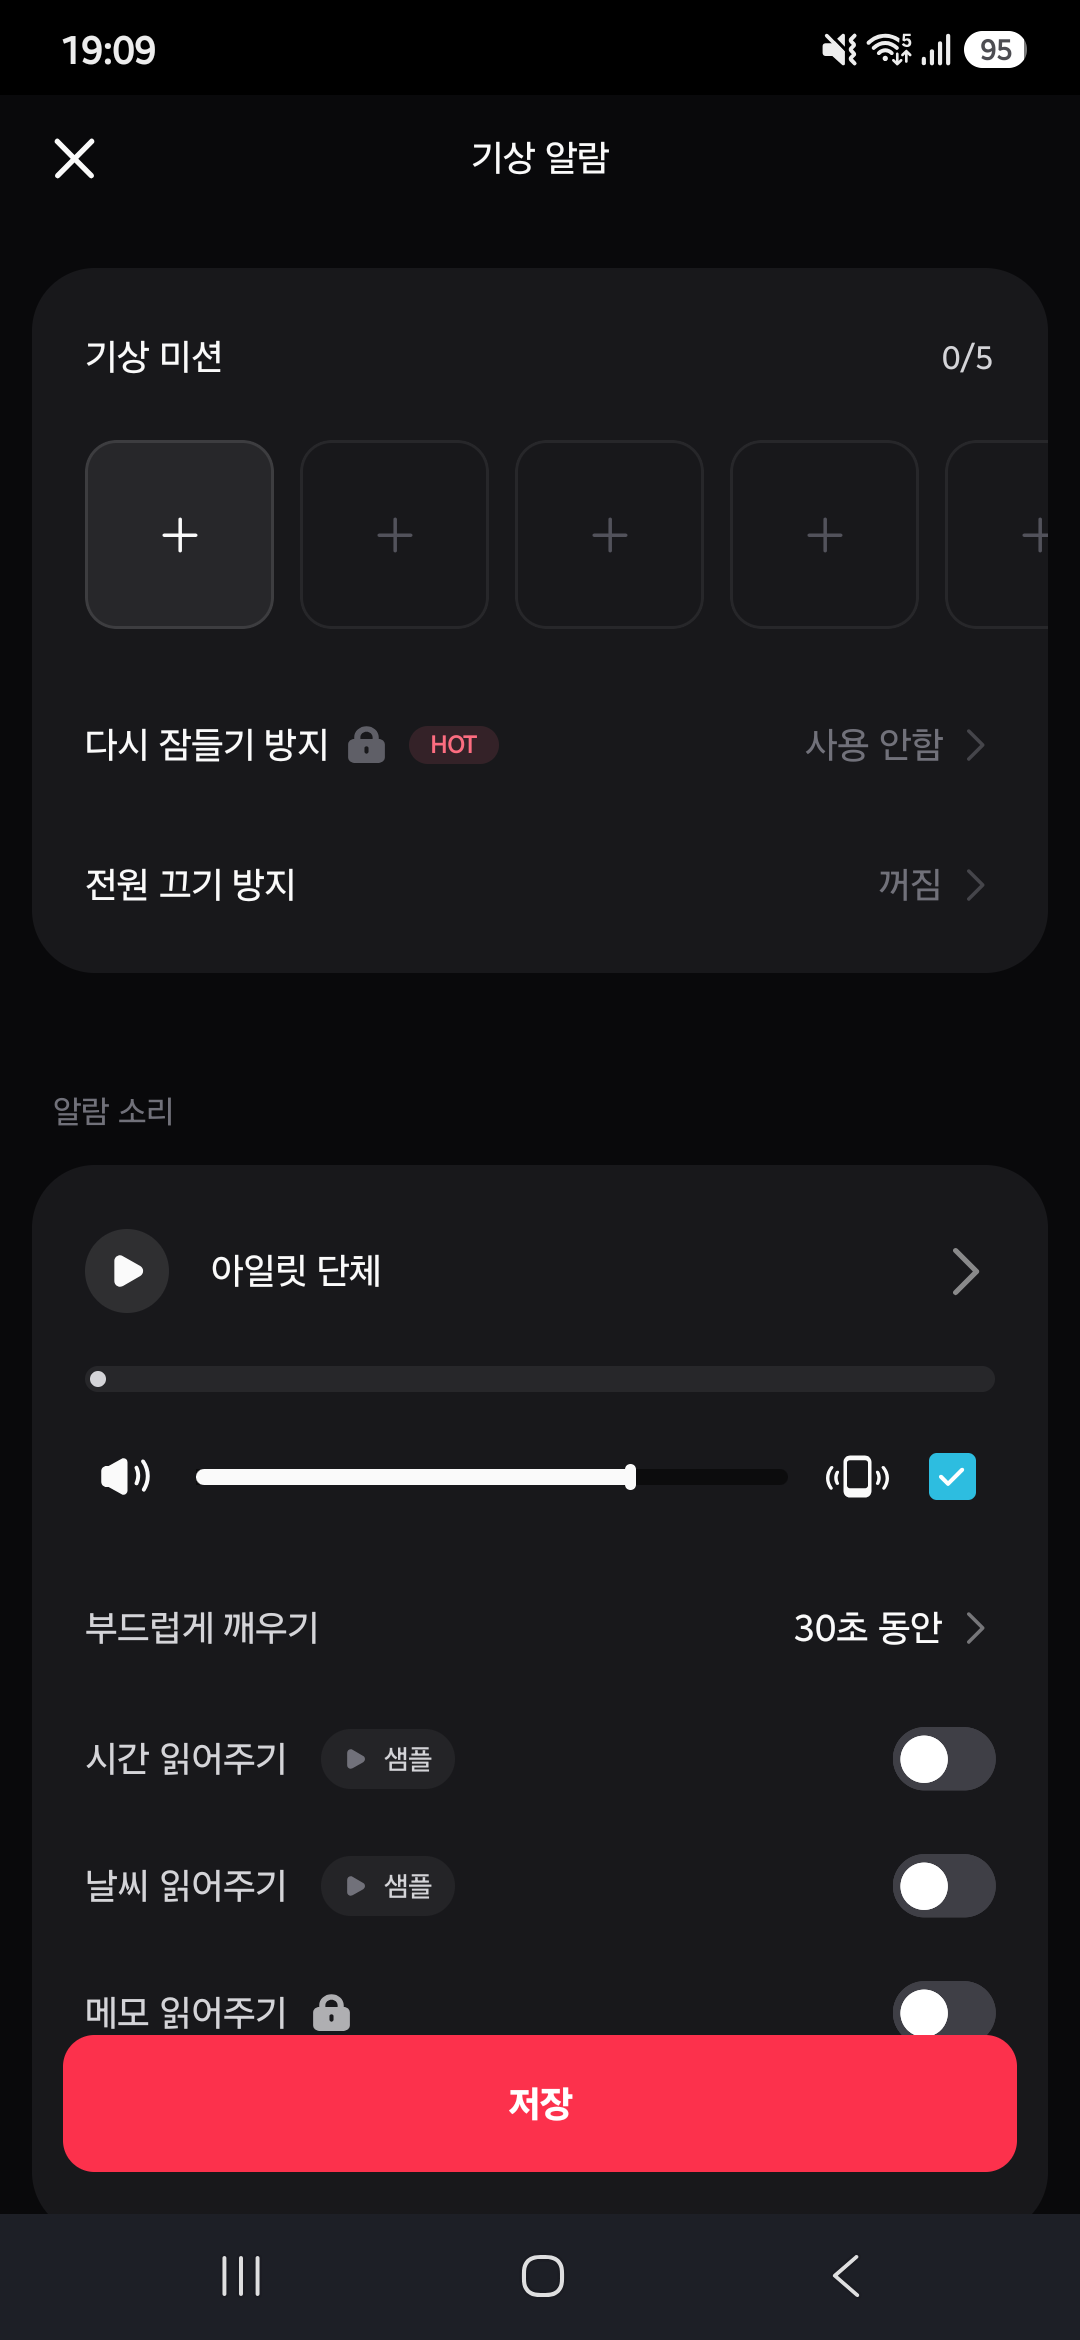 19:09
5
95
기상 알람
기상 미션 0/5
다시 잠들기 방지 HOT 사용 안함
전원 끄기 방지 꺼짐
알람 소리
아일릿 단체
부드럽게 깨우기 30초 동안
시간 읽어주기 샘플
날씨 읽어주기 샘플
메모 읽어주기
저장